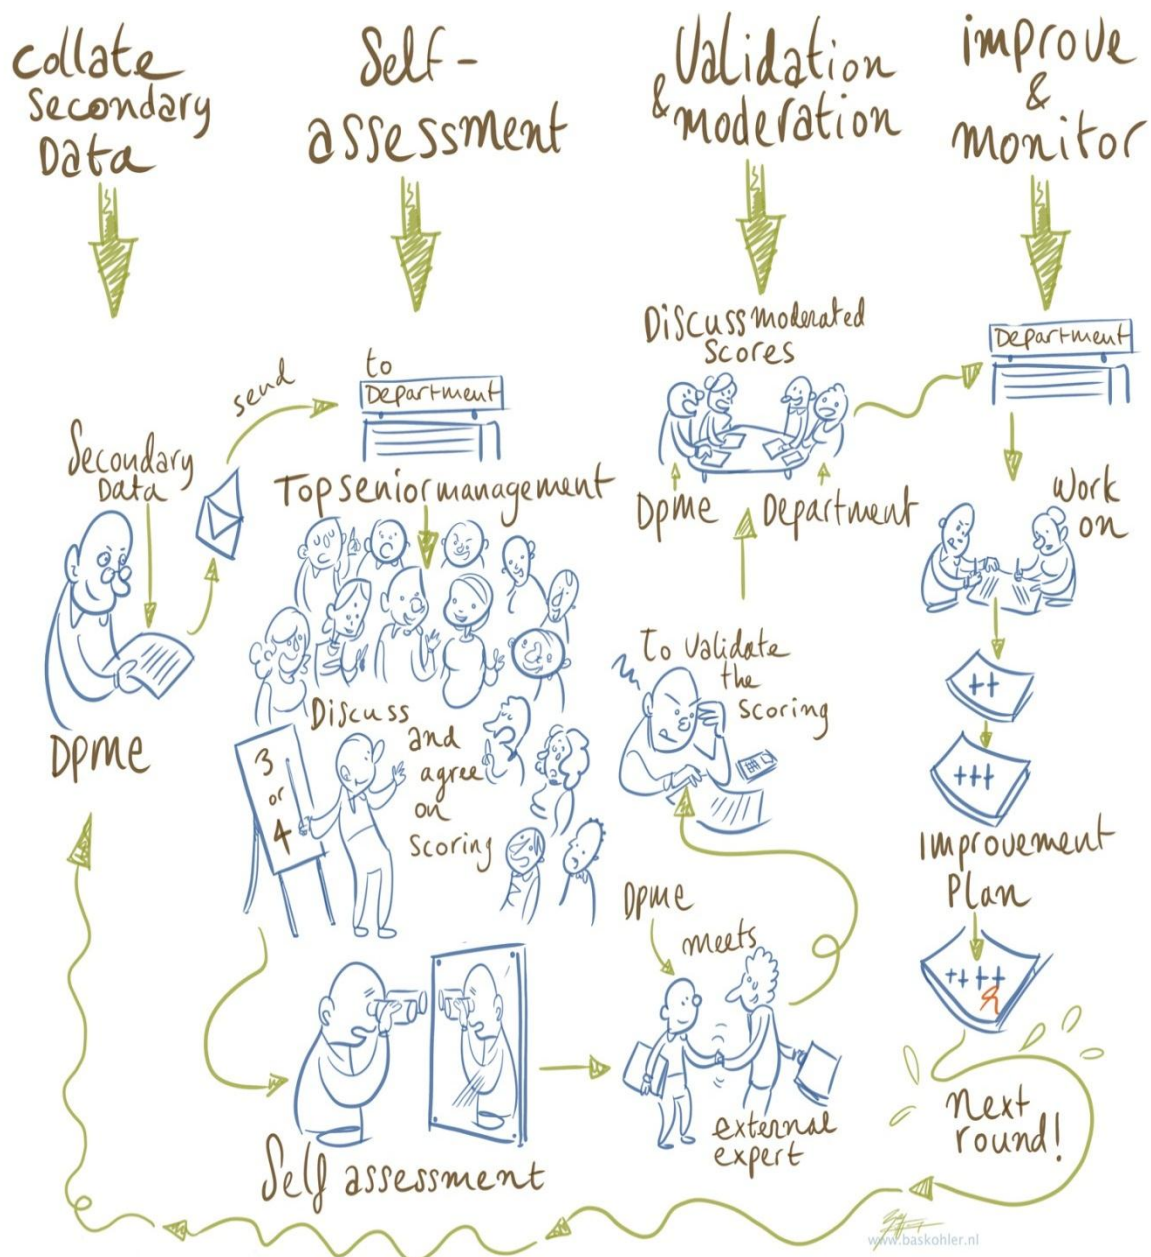 Collate
Secondary
Data
Self-
assessment
Validation
& moderation
improve
&
monitor
Secondary
Data
DPME
send
to
Department
Top senior management
Discuss
and
agree
on
Scoring
3
or
4
Self assessment
DPME
meets
external
expert
To validate
the
scoring
Discuss moderated
scores
DPME
Department
Department
Work
on
++
+++
Improvement
Plan
++++
Next
round!
www.baskohler.nl